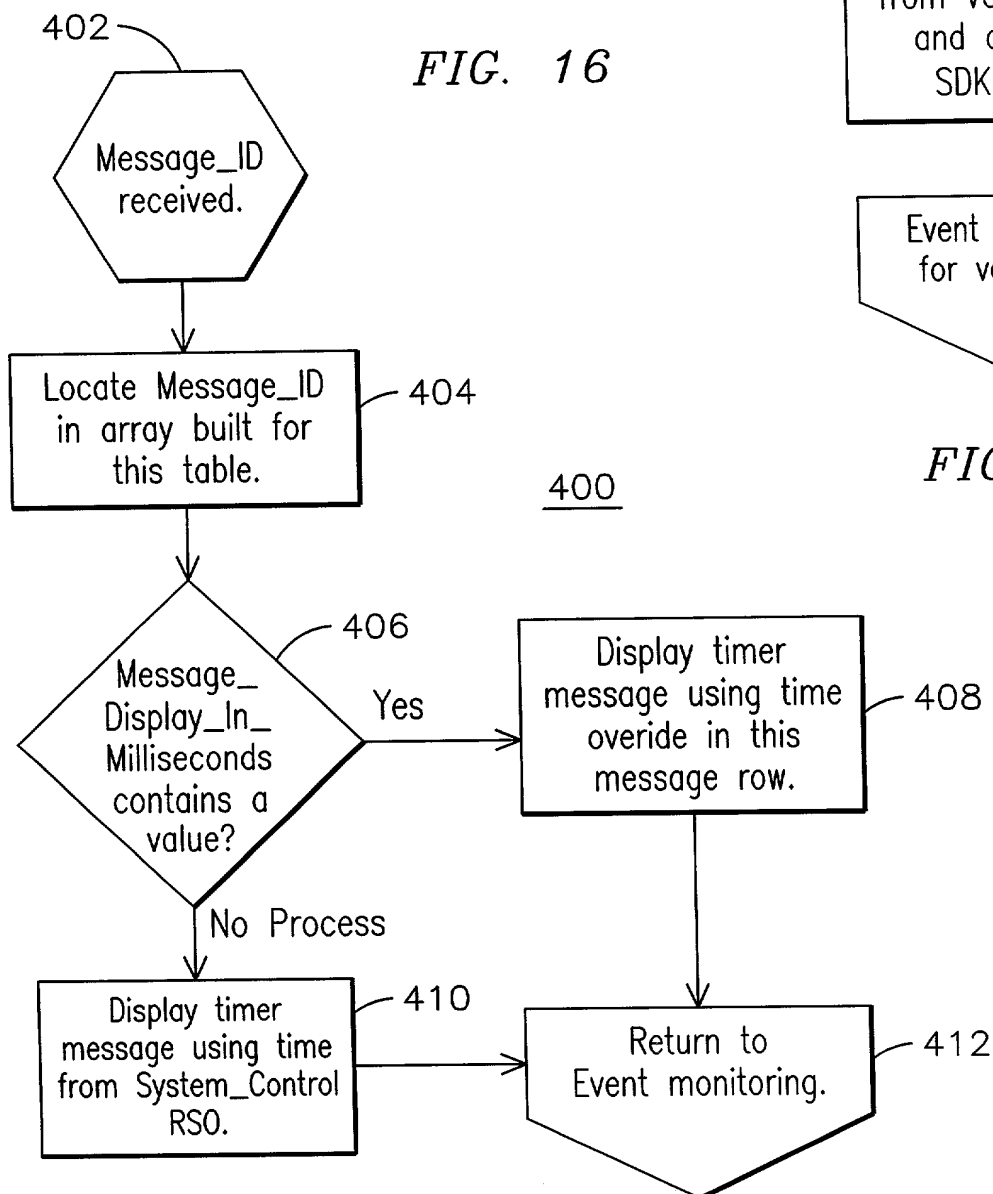 402
FIG. 16
Message_ID
received.
Locate Message_ID
in array built for
this table.
404
400
406
Message_
Display_In_
Milliseconds
contains a
value?
Yes
Display timer
message using time
overide in this
message row.
408
No Process
Display timer
message using time
from System_Control
RSO.
410
Return to
Event monitoring.
412
and
SDK
Event
for